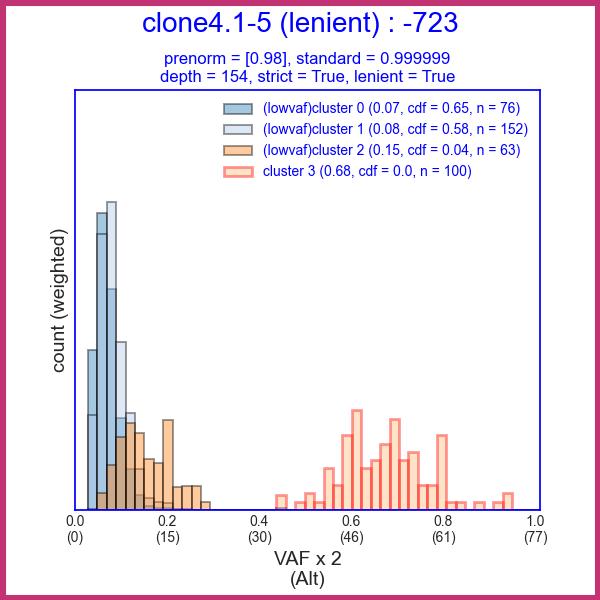 clone4.1-5 (lenient) : -723
prenorm = [0.98], standard = 0.999999
depth = 154, strict = True, lenient = True
(lowvaf)cluster 0 (0.07, cdf = 0.65, n = 76)
(lowvaf)cluster 1 (0.08, cdf = 0.58, n = 152)
(lowvaf)cluster 2 (0.15, cdf = 0.04, n = 63)
cluster 3 (0.68, cdf = 0.0, n = 100)
count (weighted)
0.0 0.2 0.4 0.6 0.8 1.0
(0) (15) (30) (46) (61) (77)
VAF x 2
(Alt)